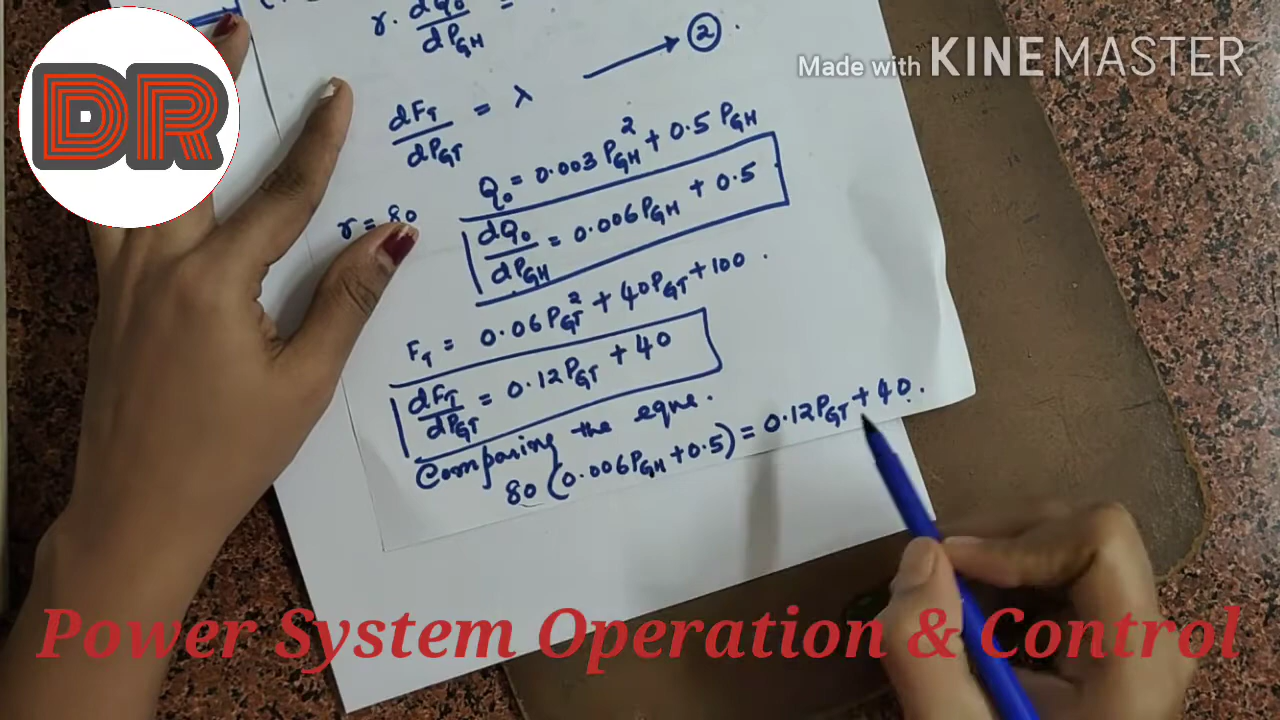 γ. dQ₀/dP_GH =
→ ②.
dF_T/dP_GT = λ
Q₀ = 0.003 P_GH² + 0.5 P_GH
γ = 80
dQ₀/dP_GH = 0.006P_GH + 0.5
F_T = 0.06P_GT² + 40P_GT + 100.
dF_T/dP_GT = 0.12P_GT + 40
Comparing the eqns.
80 (0.006P_GH + 0.5) = 0.12P_GT + 40.
DR
Made with KINEMASTER
Power System Operation & Control